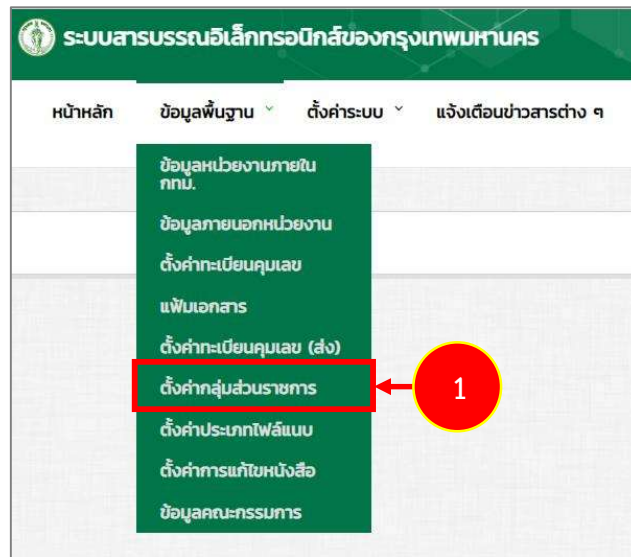 ระบบสารบรรณอิเล็กทรอนิกส์ของกรุงเทพมหานคร
หน้าหลัก ข้อมูลพื้นฐาน ตั้งค่าระบบ แจ้งเตือนข่าวสารต่าง ๆ
ข้อมูลหน่วยงานภายใน
กทม.
ข้อมูลภายนอกหน่วยงาน
ตั้งค่าทะเบียนคุมเลข
แฟ้มเอกสาร
ตั้งค่าทะเบียนคุมเลข (ส่ง)
ตั้งค่ากลุ่มส่วนราชการ 1
ตั้งค่าประเภทไฟล์แนบ
ตั้งค่าการแก้ไขหนังสือ
ข้อมูลคณะกรรมการ